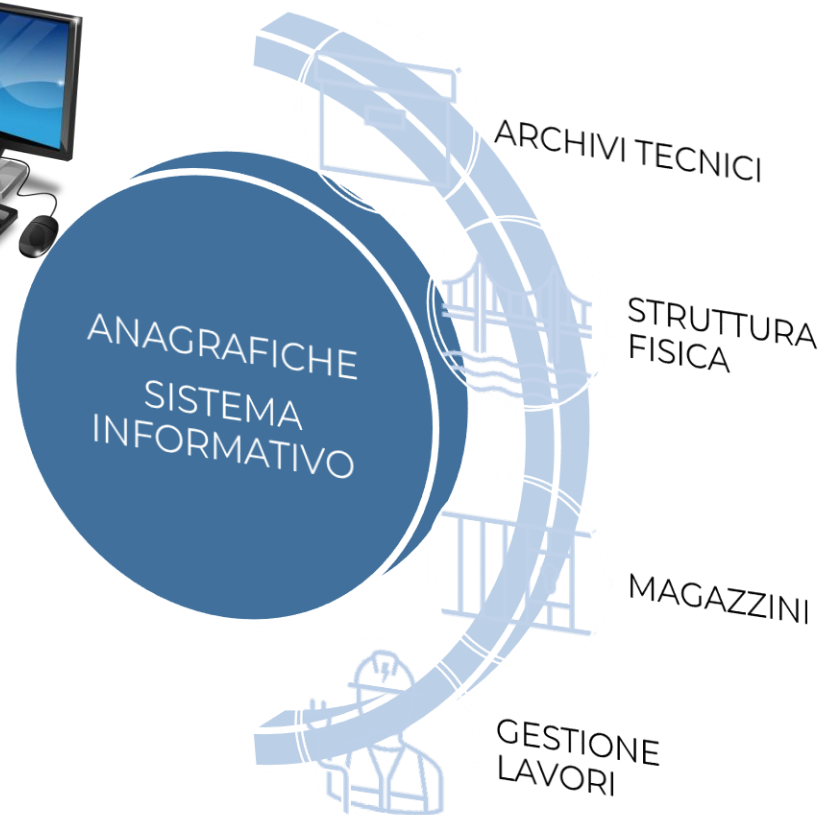 ARCHIVI TECNICI
STRUTTURA
FISICA
ANAGRAFICHE
SISTEMA
INFORMATIVO
MAGAZZINI
GESTIONE
LAVORI